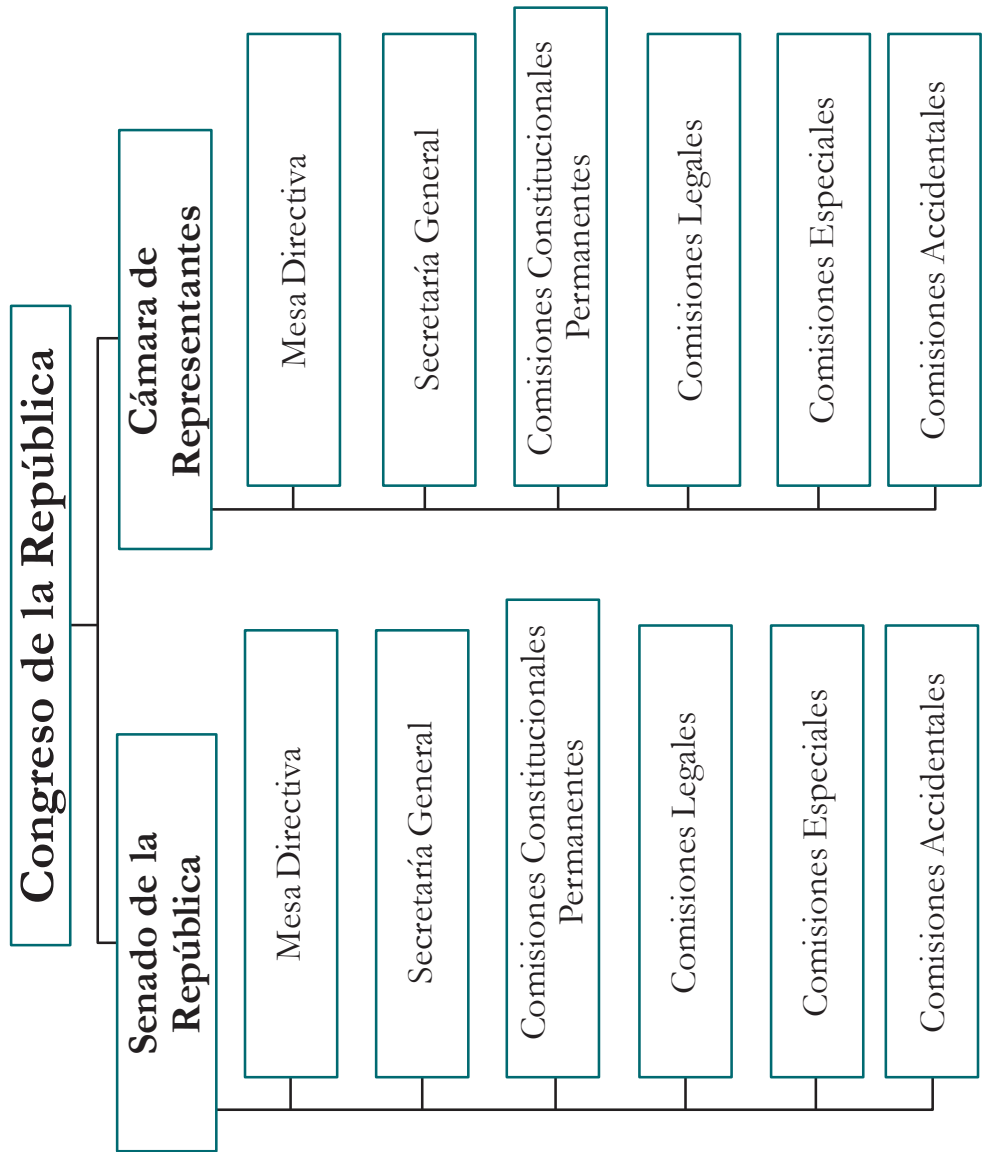 Congreso de la República
Senado de la
República
Mesa Directiva
Secretaría General
Comisiones Constitucionales
Permanentes
Comisiones Legales
Comisiones Especiales
Comisiones Accidentales
Cámara de
Representantes
Mesa Directiva
Secretaría General
Comisiones Constitucionales
Permanentes
Comisiones Legales
Comisiones Especiales
Comisiones Accidentales